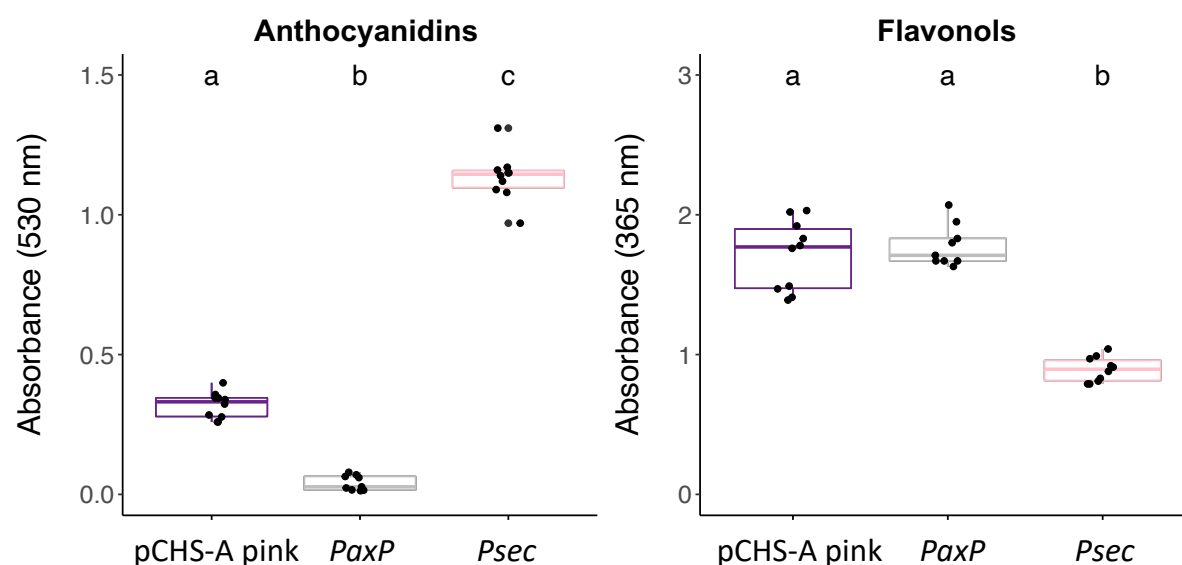 Anthocyanidins
a b c
1.5
1.0
0.5
0.0
Absorbance (530 nm)
pCHS-A pink PaxP Psec
Flavonols
a a b
3
2
1
0
Absorbance (365 nm)
pCHS-A pink PaxP Psec